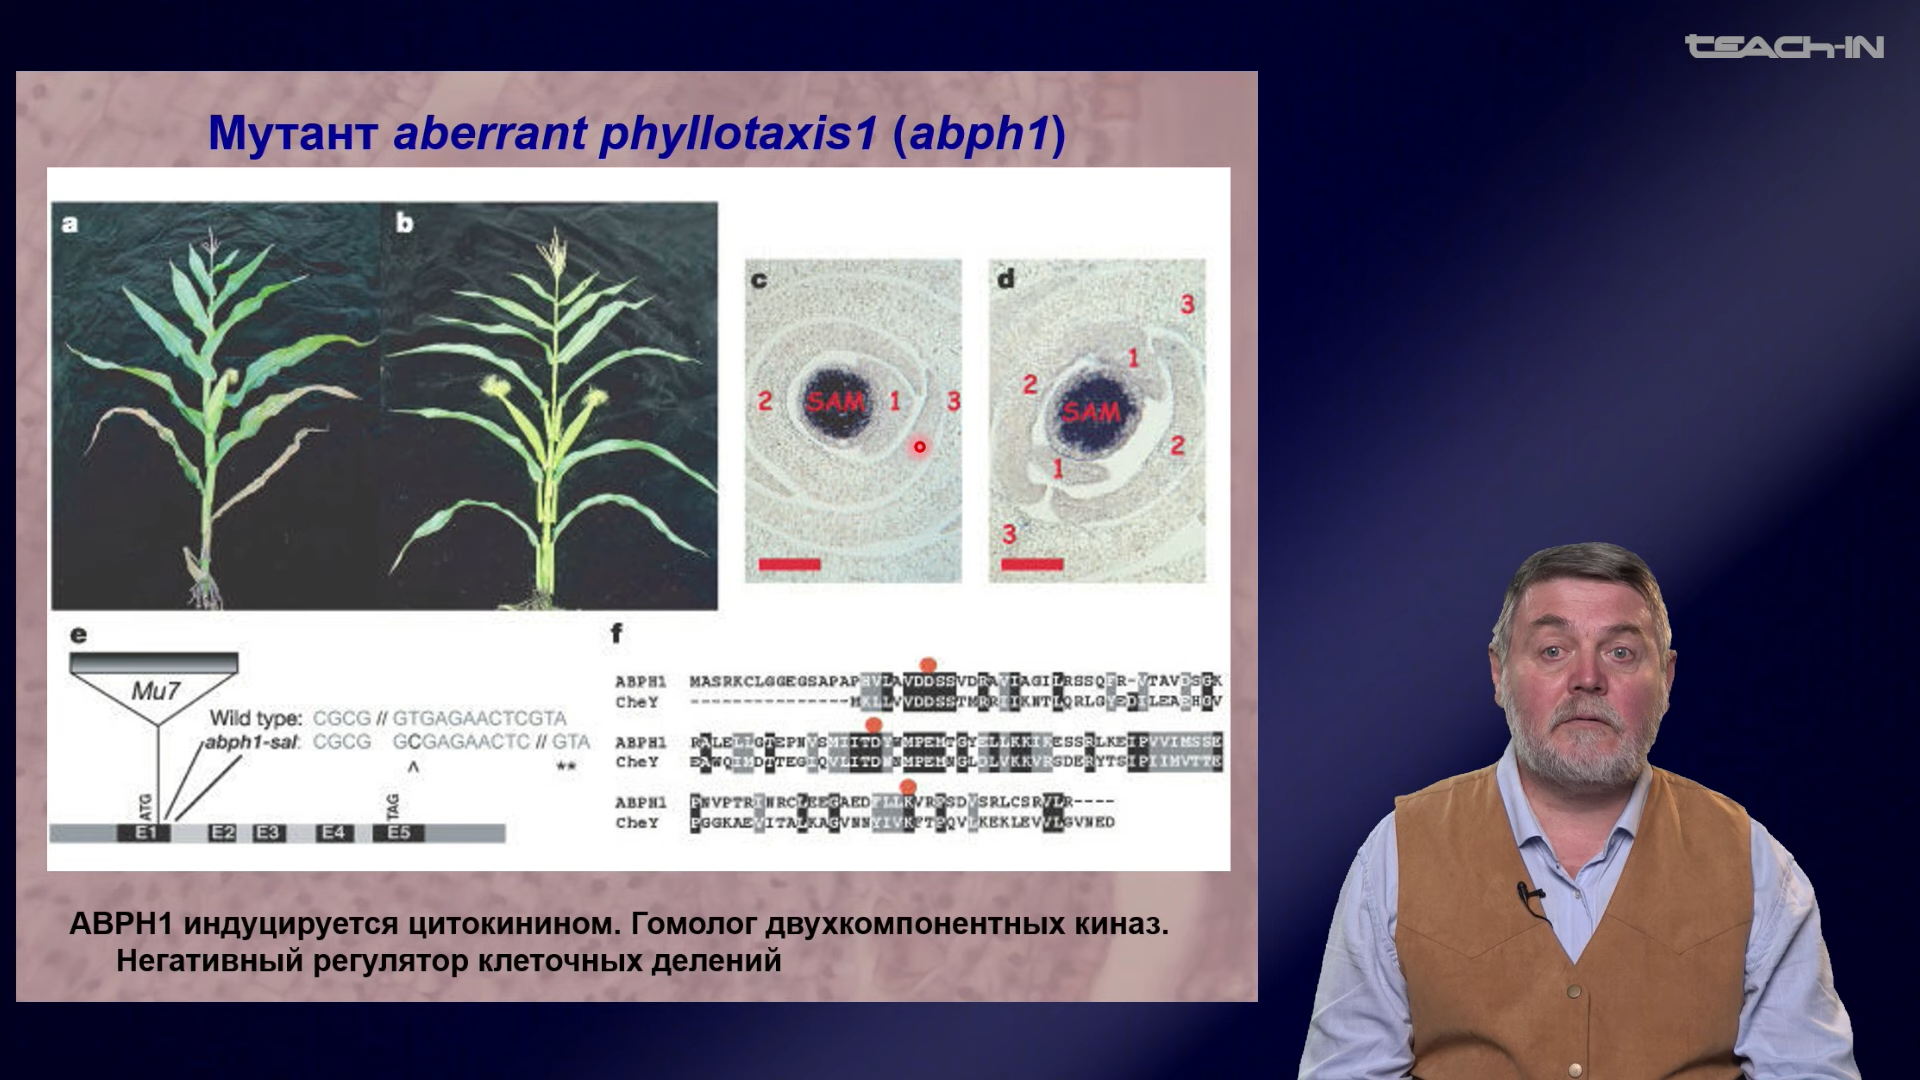 TEACH-IN
Мутант aberrant phyllotaxis1 (abph1)
a
b
c
d
2
SAM
1
3
3
1
2
SAM
2
1
3
e
f
Mu7
Wild type: CGCG // GTGAGAACTCGTA
abph1-sal: CGCG GCGAGAACTC // GTA
^ **
ATG
TAG
E1 E2 E3 E4 E5
ABPH1
CheY
ABPH1
CheY
ABPH1
CheY
ABPH1 индуцируется цитокинином. Гомолог двухкомпонентных киназ.
Негативный регулятор клеточных делений